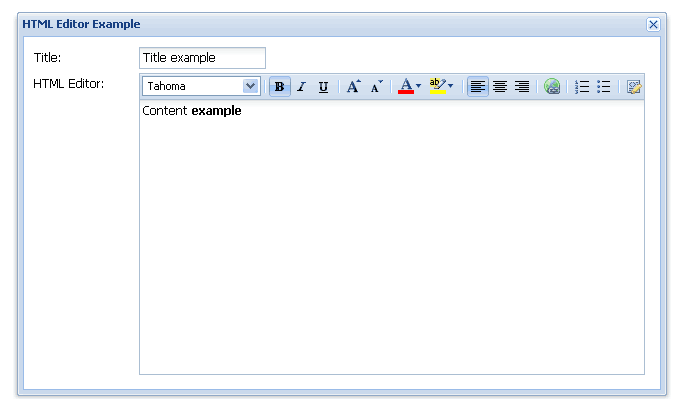 HTML Editor Example
Title: Title example
HTML Editor: Tahoma B I U A A A ab
Content example